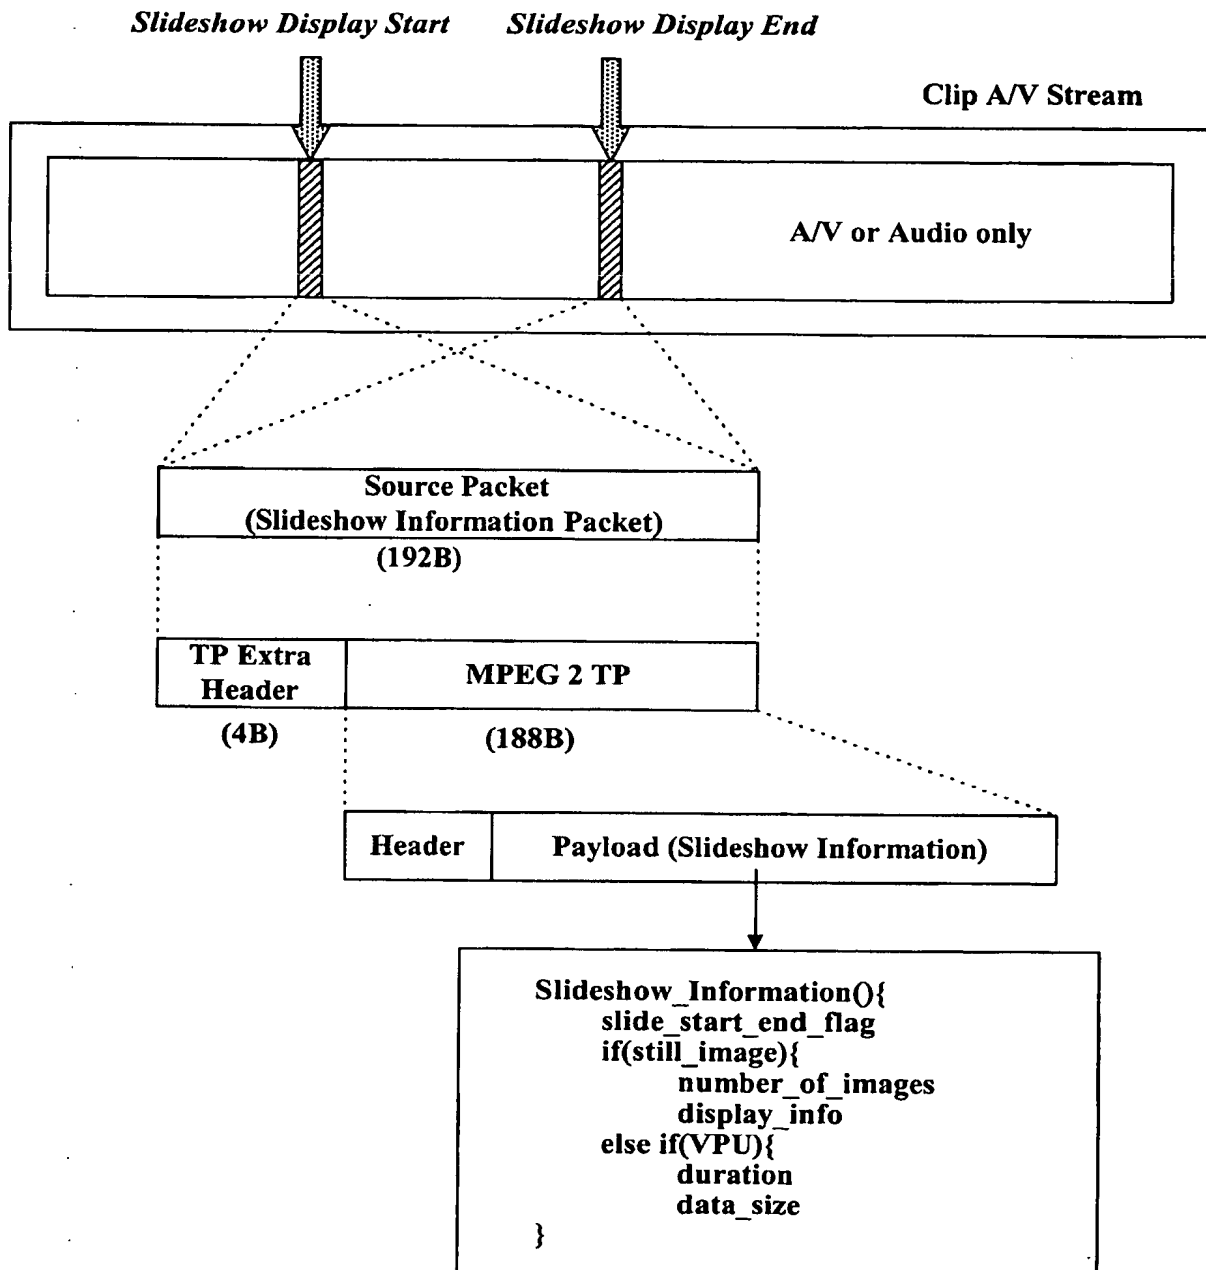 Slideshow Display Start
Slideshow Display End
Clip A/V Stream
A/V or Audio only
Source Packet
(Slideshow Information Packet)
(192B)
TP Extra
Header
MPEG 2 TP
(4B)
(188B)
Header
Payload (Slideshow Information)
Slideshow_Information(){
slide_start_end_flag
if(still_image){
number_of_images
display_info
else if(VPU){
duration
data_size
}